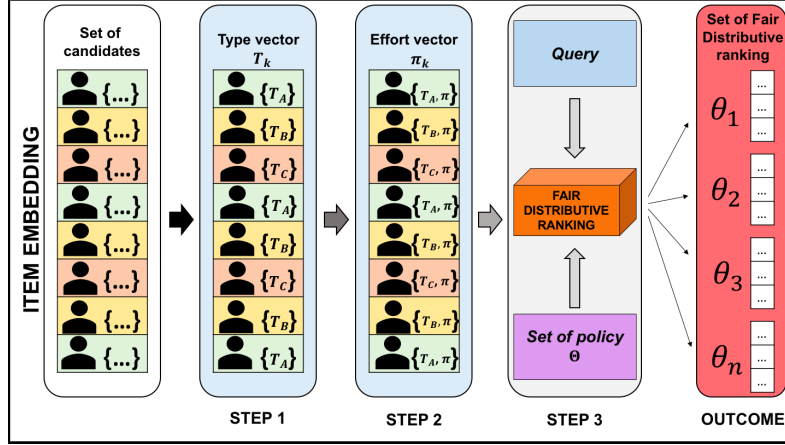 ITEM EMBEDDING
Set of
candidates
{...}
{...}
{...}
{...}
{...}
{...}
{...}
{...}
Type vector
T_k
{T_A}
{T_B}
{T_C}
{T_A}
{T_B}
{T_C}
{T_B}
{T_A}
STEP 1
Effort vector
π_k
{T_A, π}
{T_B, π}
{T_C, π}
{T_A, π}
{T_B, π}
{T_C, π}
{T_B, π}
{T_A, π}
STEP 2
Query
FAIR
DISTRIBUTIVE
RANKING
Set of policy
Θ
STEP 3
Set of Fair
Distributive
ranking
θ_1
...
...
...
θ_2
...
...
...
θ_3
...
...
...
θ_n
...
...
...
OUTCOME